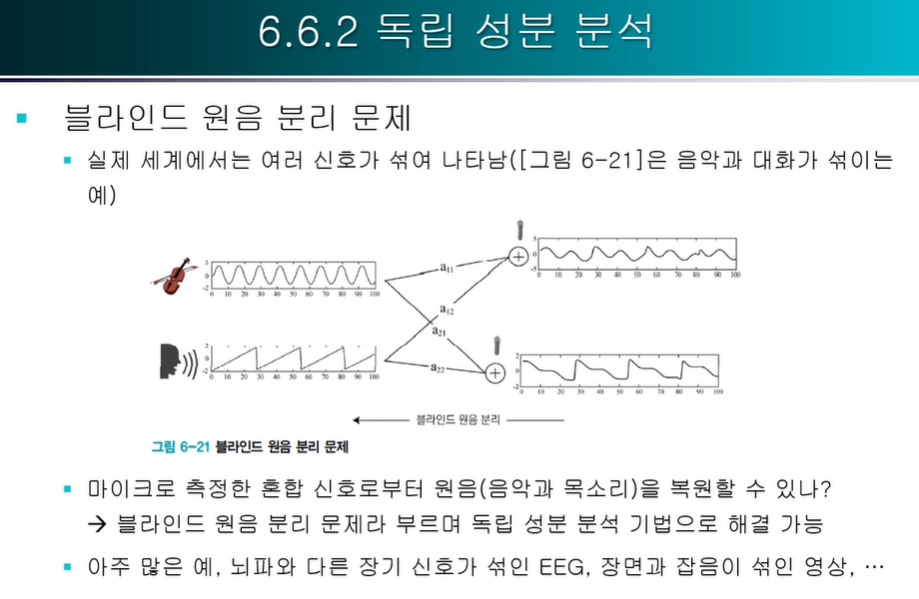 6.6.2 독립 성분 분석
블라인드 원음 분리 문제
실제 세계에서는 여러 신호가 섞여 나타남([그림 6-21]은 음악과 대화가 섞이는
예)
5
0
-5
0 10 20 30 40 50 60 70 80 90 100
2
0
-2
0 10 20 30 40 50 60 70 80 90 100
a11
a12
a21
a22
2
0
-2
0 10 20 30 40 50 60 70 80 90 100
2
0
-2
0 10 20 30 40 50 60 70 80 90 100
블라인드 원음 분리
그림 6-21 블라인드 원음 분리 문제
마이크로 측정한 혼합 신호로부터 원음(음악과 목소리)을 복원할 수 있나?
→ 블라인드 원음 분리 문제라 부르며 독립 성분 분석 기법으로 해결 가능
아주 많은 예, 뇌파와 다른 장기 신호가 섞인 EEG, 장면과 잡음이 섞인 영상, …